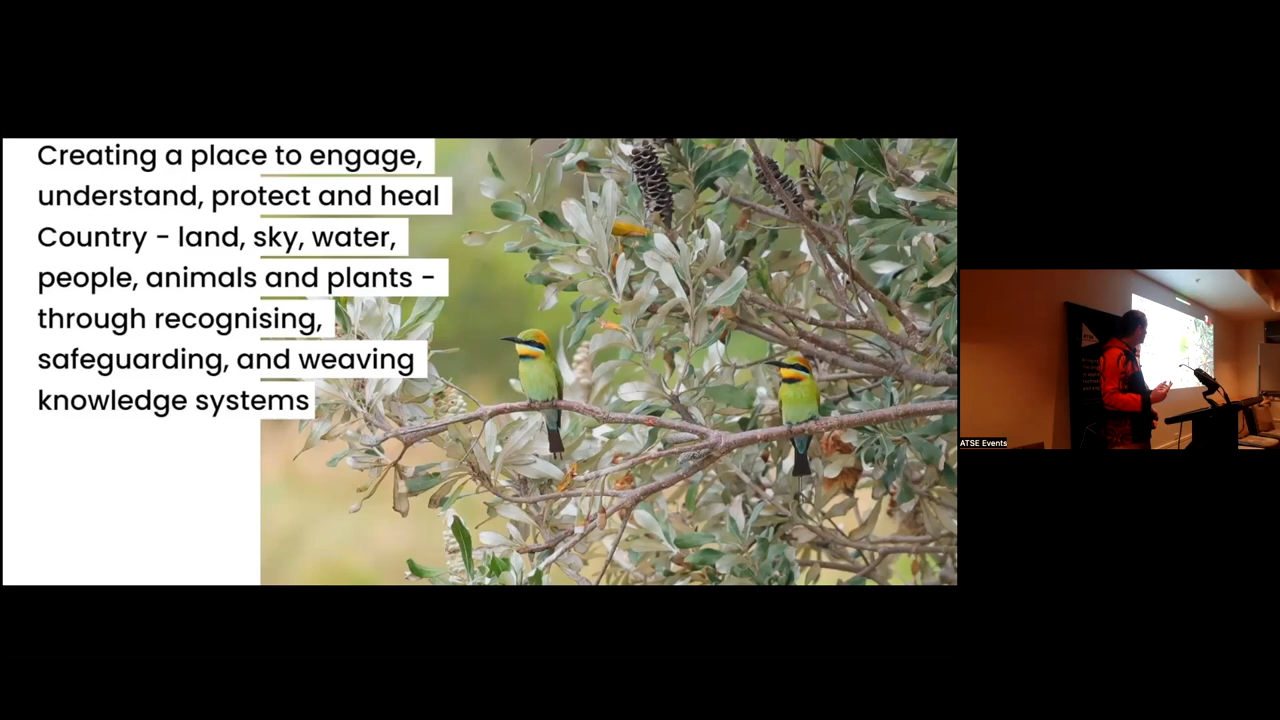 Creating a place to engage,
understand, protect and heal
Country - land, sky, water,
people, animals and plants -
through recognising,
safeguarding, and weaving
knowledge systems
ATSE Events